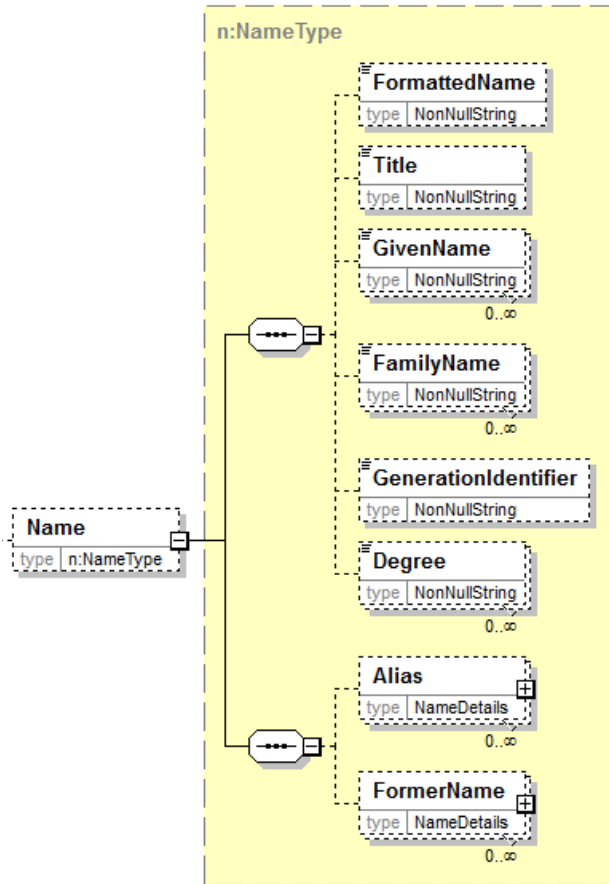 n:NameType
FormattedName
type NonNullString
Title
type NonNullString
GivenName
type NonNullString
0..∞
FamilyName
type NonNullString
0..∞
GenerationIdentifier
type NonNullString
Name
type n:NameType
Degree
type NonNullString
0..∞
Alias
type NameDetails
0..∞
FormerName
type NameDetails
0..∞